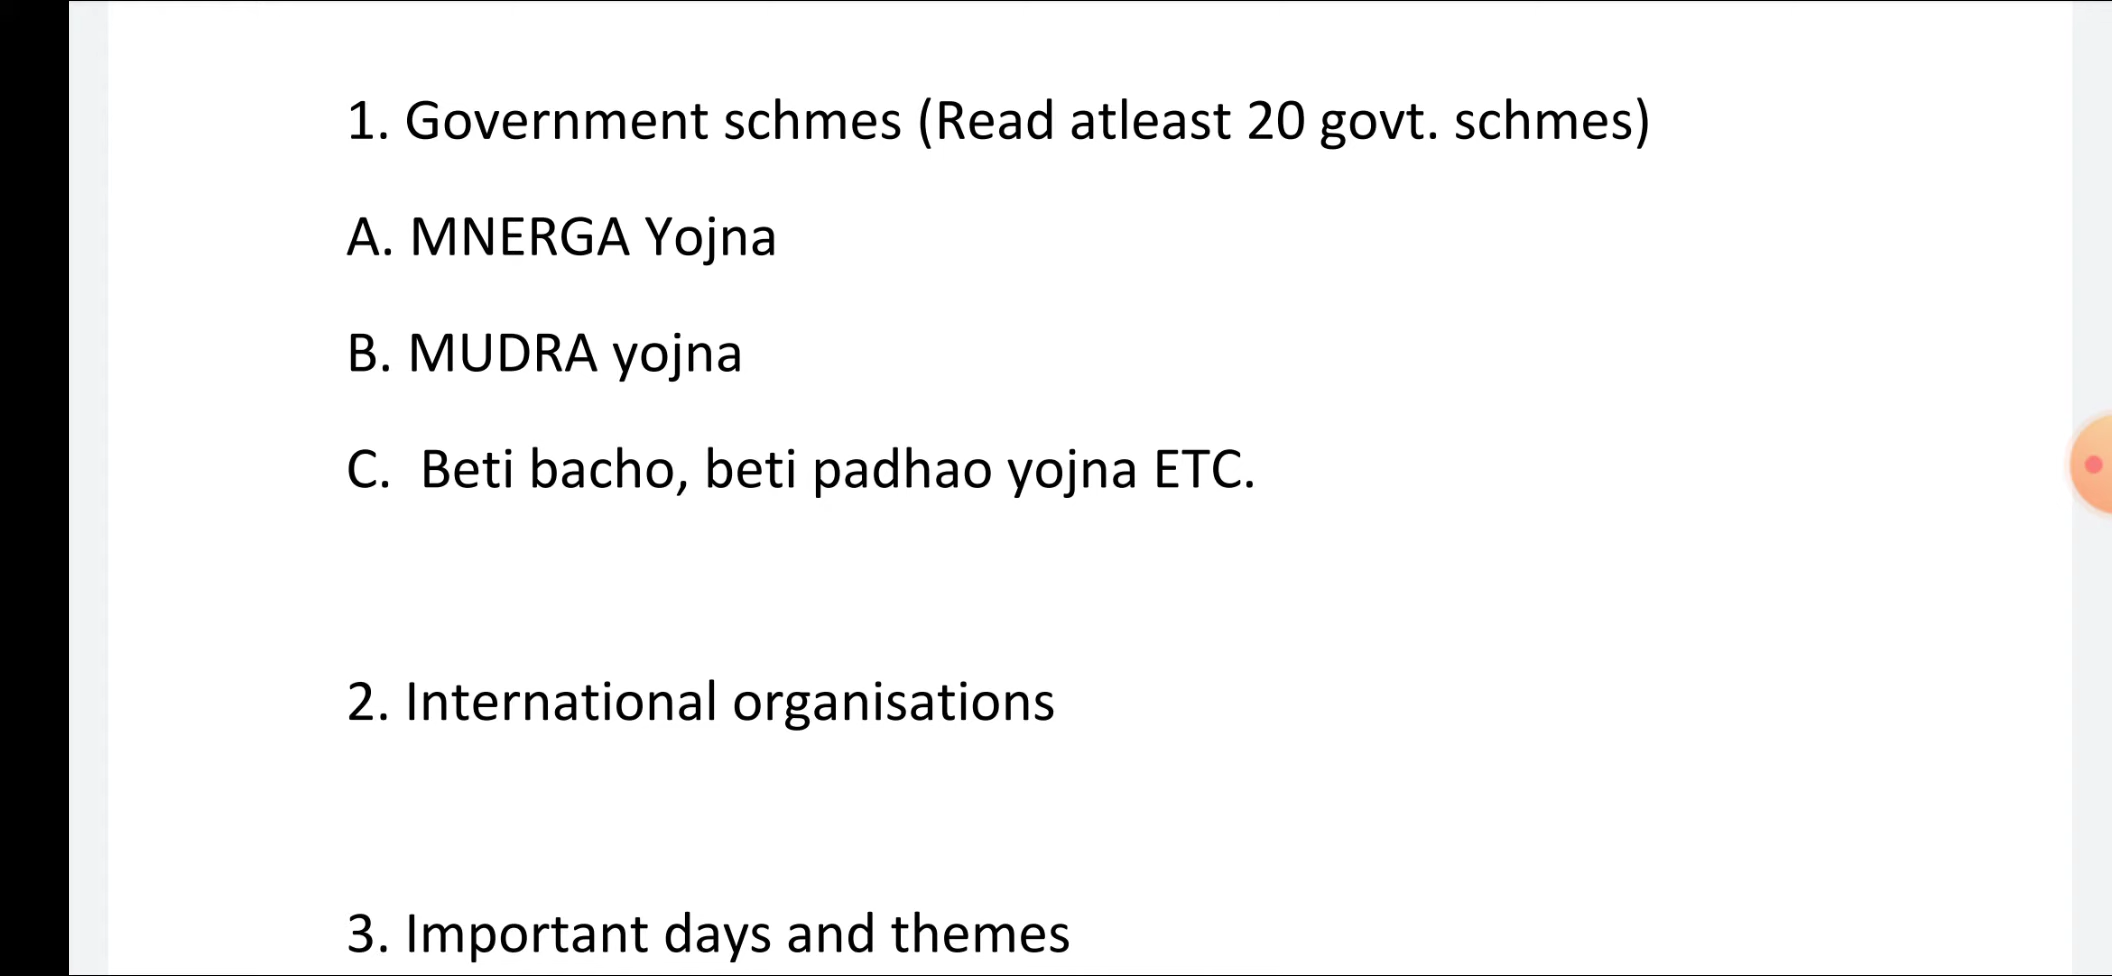 1. Government schmes (Read atleast 20 govt. schmes)
A. MNERGA Yojna
B. MUDRA yojna
C. Beti bacho, beti padhao yojna ETC.
2. International organisations
3. Important days and themes